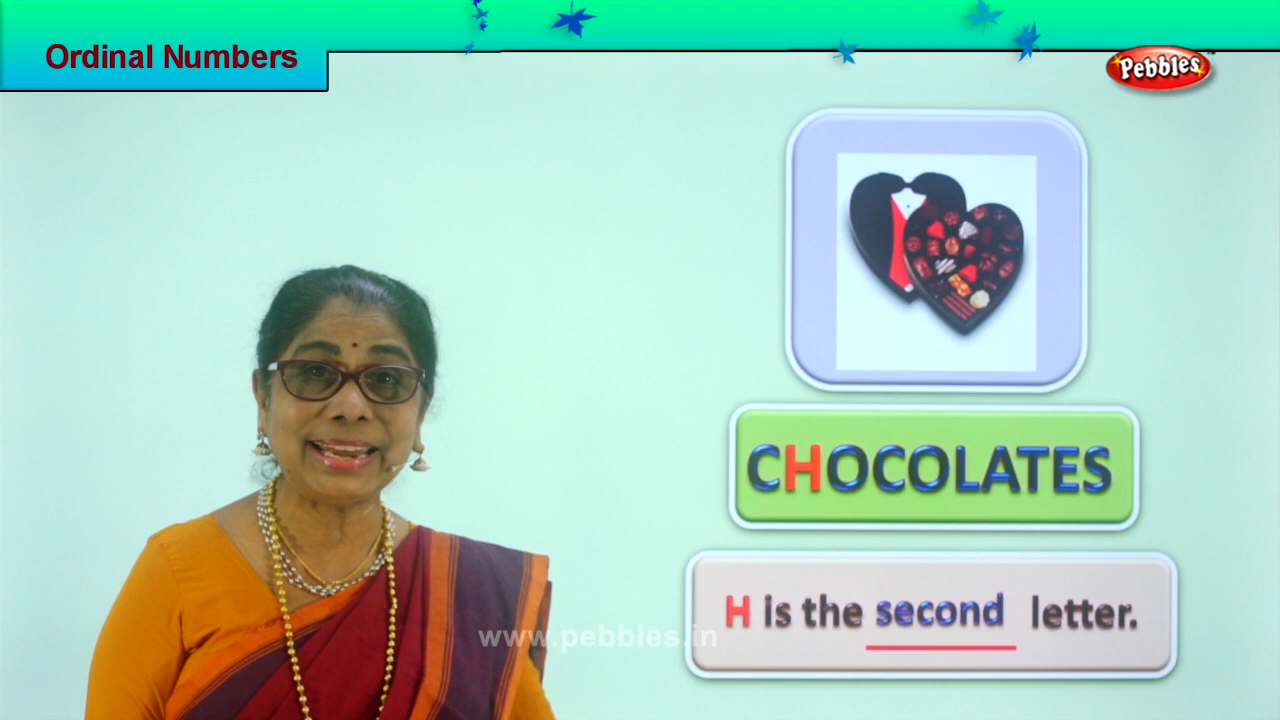 Ordinal Numbers
Pebbles
CHOCOLATES
H is the second letter.
www.pebbles.in